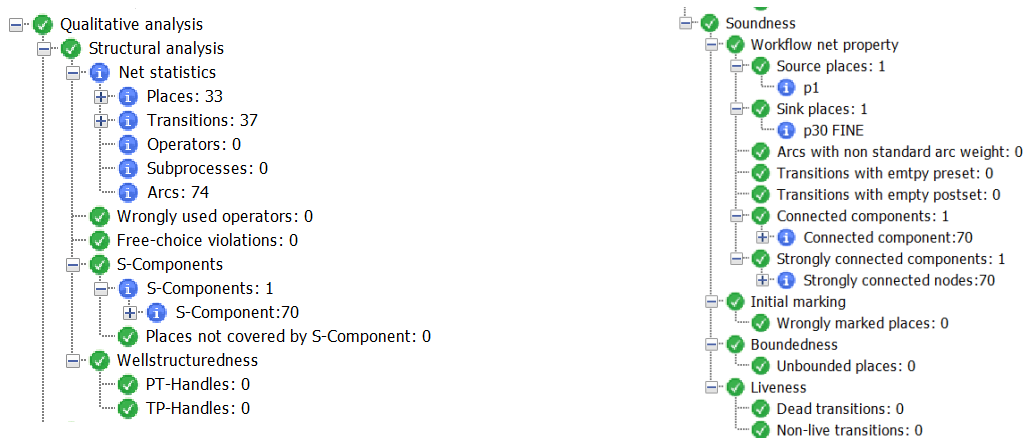 Qualitative analysis
Structural analysis
Net statistics
Places: 33
Transitions: 37
Operators: 0
Subprocesses: 0
Arcs: 74
Wrongly used operators: 0
Free-choice violations: 0
S-Components
S-Components: 1
S-Component:70
Places not covered by S-Component: 0
Wellstructuredness
PT-Handles: 0
TP-Handles: 0
Soundness
Workflow net property
Source places: 1
p1
Sink places: 1
p30 FINE
Arcs with non standard arc weight: 0
Transitions with emtpy preset: 0
Transitions with empty postset: 0
Connected components: 1
Connected component:70
Strongly connected components: 1
Strongly connected nodes:70
Initial marking
Wrongly marked places: 0
Boundedness
Unbounded places: 0
Liveness
Dead transitions: 0
Non-live transitions: 0